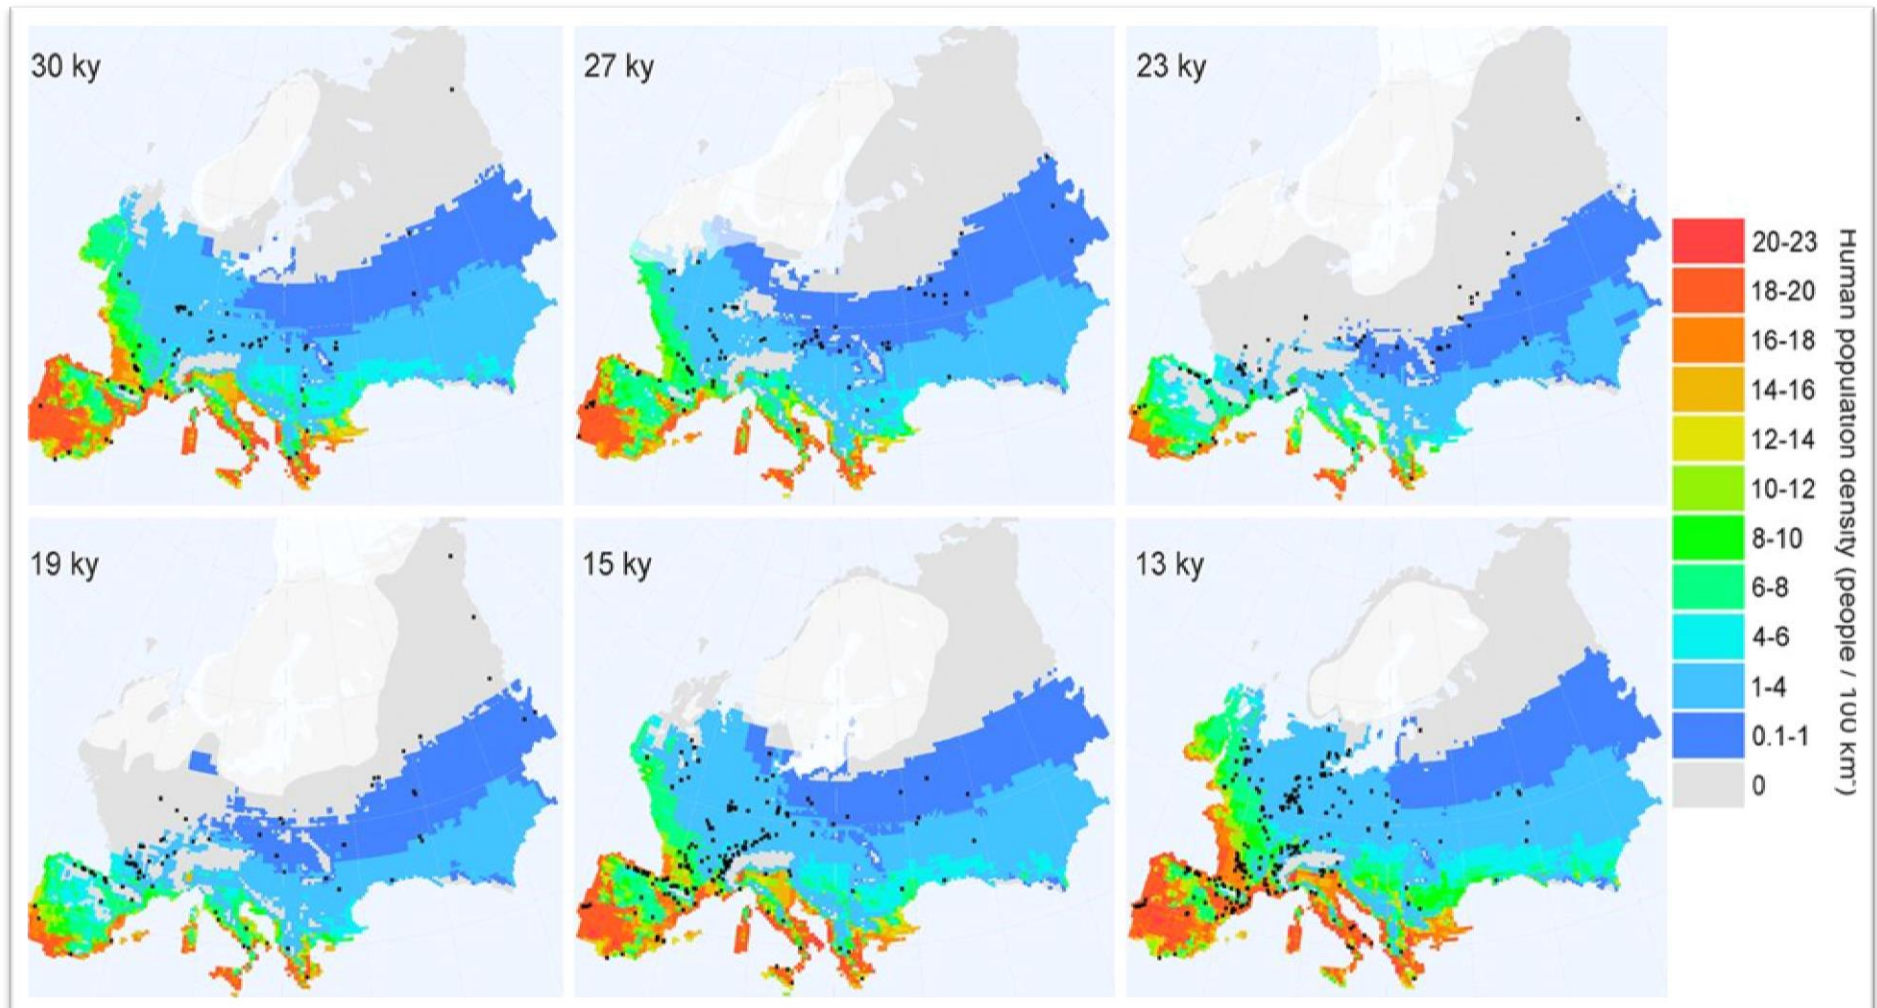 30 ky
27 ky
23 ky
19 ky
15 ky
13 ky
20-23
18-20
16-18
14-16
12-14
10-12
8-10
6-8
4-6
1-4
0.1-1
0
Human population density (people / 100 km²)